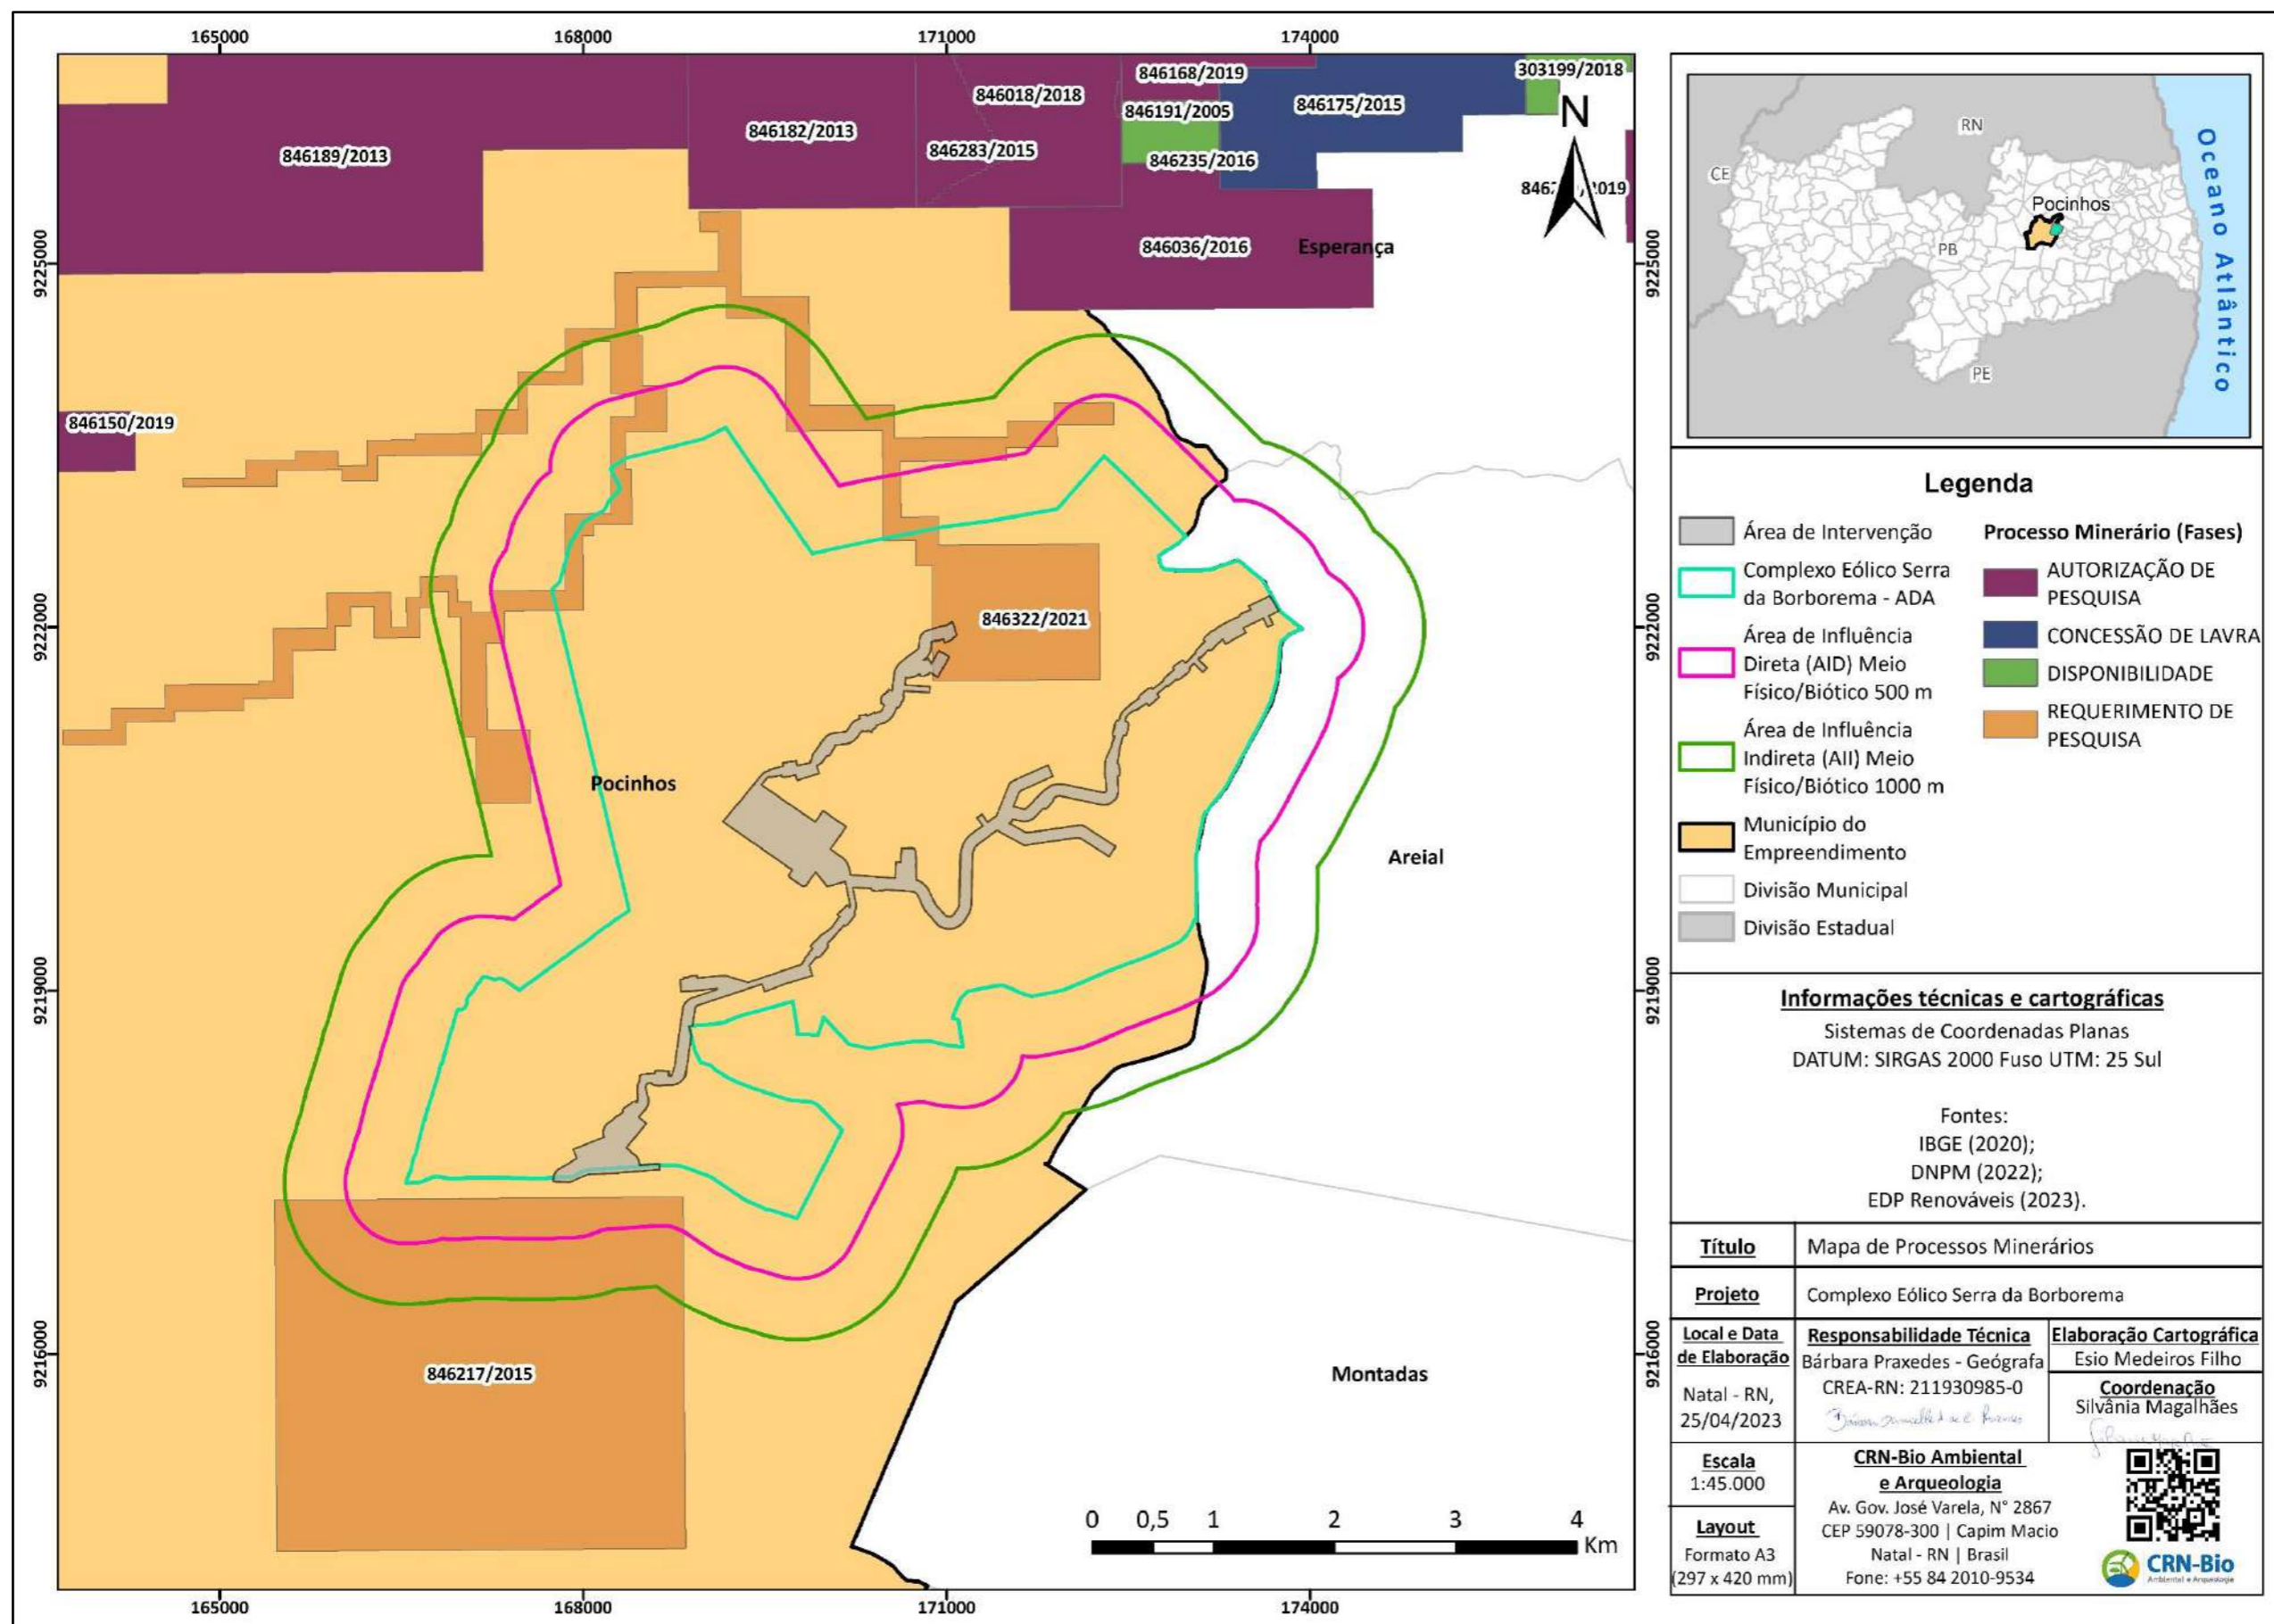 165000
168000
171000
174000
846168/2019
303199/2018
846018/2018
846191/2005
846175/2015
N
846182/2013
846283/2015
846235/2016
846189/2013
846036/2016
Esperança
9225000
9225000
846150/2019
9222000
9222000
846322/2021
Pocinhos
Areial
9219000
9219000
9216000
9216000
846217/2015
Montadas
0 0,5 1 2 3 4
Km
165000
168000
171000
174000
RN
CE
Pocinhos
PB
PE
Oceano Atlântico
Legenda
Área de Intervenção
Complexo Eólico Serra
da Borborema - ADA
Área de Influência
Direta (AID) Meio
Físico/Biótico 500 m
Área de Influência
Indireta (AII) Meio
Físico/Biótico 1000 m
Município do
Empreendimento
Divisão Municipal
Divisão Estadual
Processo Minerário (Fases)
AUTORIZAÇÃO DE
PESQUISA
CONCESSÃO DE LAVRA
DISPONIBILIDADE
REQUERIMENTO DE
PESQUISA
Informações técnicas e cartográficas
Sistemas de Coordenadas Planas
DATUM: SIRGAS 2000 Fuso UTM: 25 Sul
Fontes:
IBGE (2020);
DNPM (2022);
EDP Renováveis (2023).
Título
Mapa de Processos Minerários
Projeto
Complexo Eólico Serra da Borborema
Local e Data
de Elaboração
Natal - RN,
25/04/2023
Responsabilidade Técnica
Bárbara Praxedes - Geógrafa
CREA-RN: 211930985-0
Elaboração Cartográfica
Esio Medeiros Filho
Coordenação
Silvânia Magalhães
Escala
1:45.000
Layout
Formato A3
(297 x 420 mm)
CRN-Bio Ambiental
e Arqueologia
Av. Gov. José Varela, N° 2867
CEP 59078-300 | Capim Macio
Natal - RN | Brasil
Fone: +55 84 2010-9534
CRN-Bio
Ambiental e Arqueologia